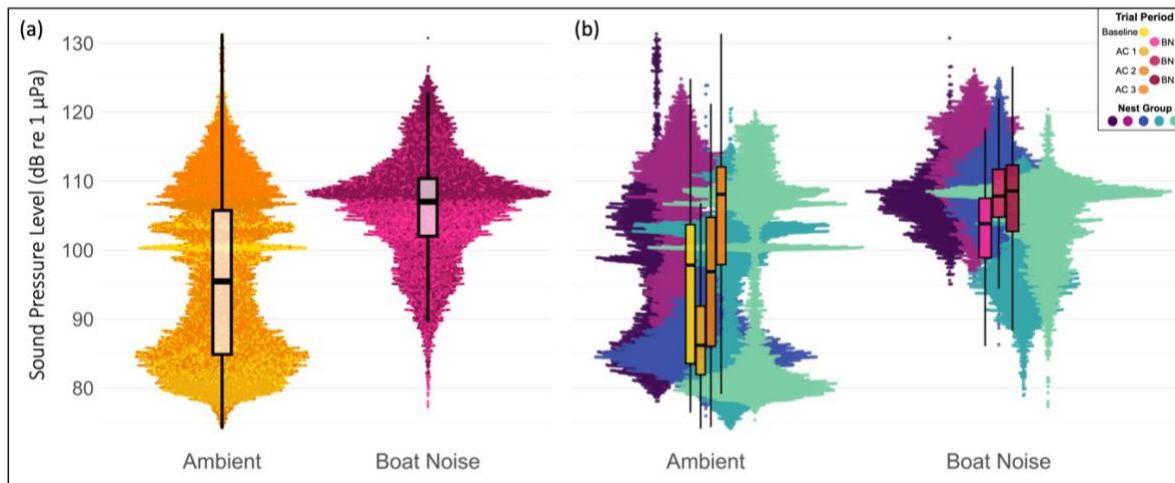 (a)
(b)
Sound Pressure Level (dB re 1 µPa)
130
120
110
100
90
80
Ambient
Boat Noise
Ambient
Boat Noise
Trial Period
Baseline
BN
AC 1
BN
AC 2
BN
AC 3
Nest Group